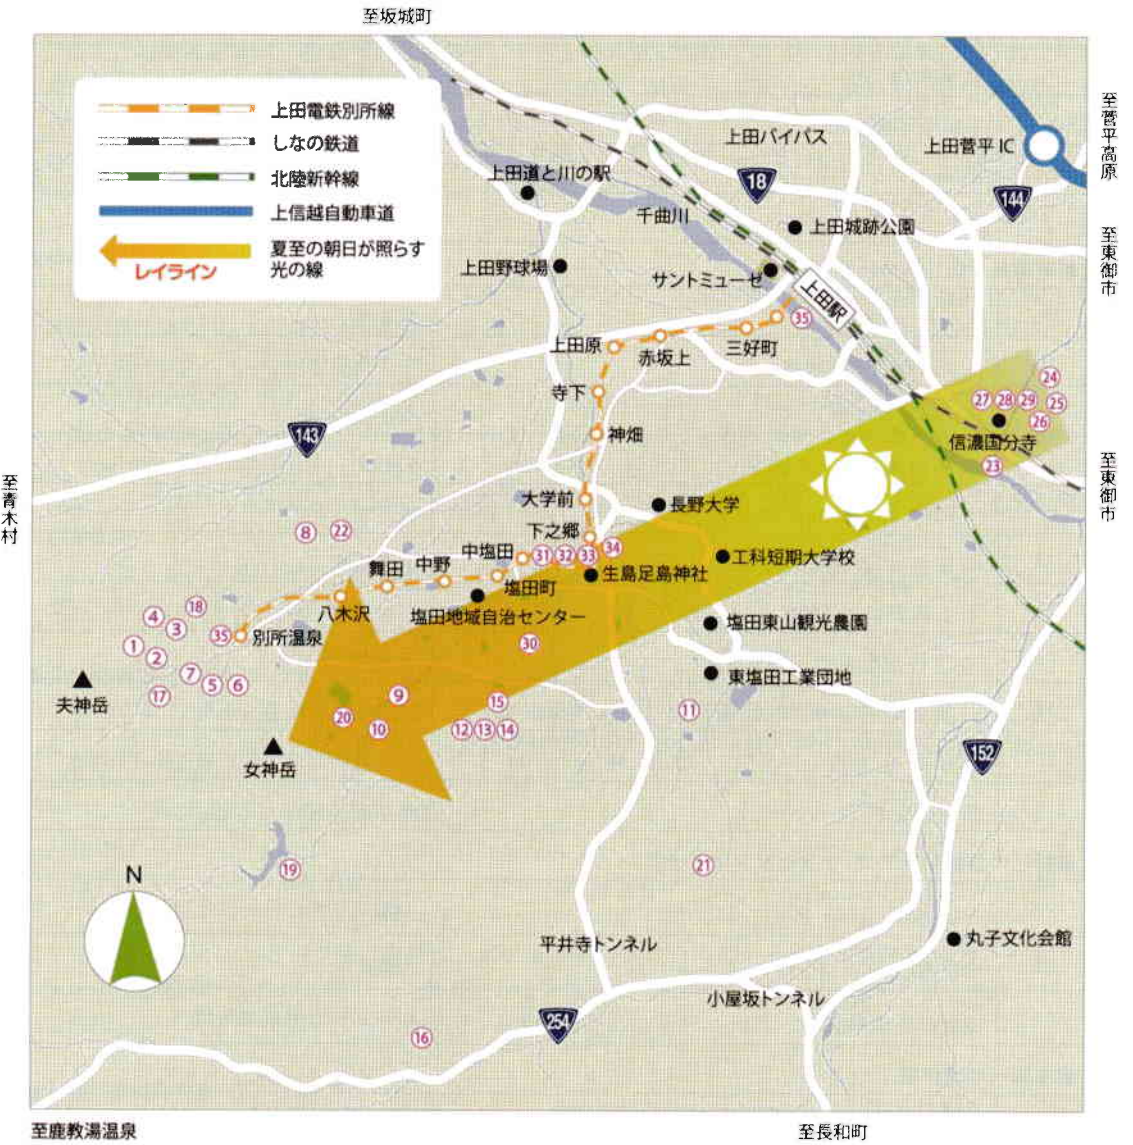 至坂城町
上田電鉄別所線
しなの鉄道
北陸新幹線
上信越自動車道
夏至の朝日が照らす
光の線
レイライン
上田バイパス
18
上田菅平 IC
144
至菅平高原
上田道と川の駅
千曲川
上田城跡公園
至東御市
上田野球場
サントミューゼ
上田駅
35
上田原
赤坂上
三好町
寺下
神畑
143
24
27
28
29
25
26
信濃国分寺
23
至東御市
至青木村
大学前
長野大学
8
22
下之郷
中塩田
31
32
33
34
工科短期大学校
舞田
中野
塩田町
生島足島神社
八木沢
塩田地域自治センター
塩田東山観光農園
18
4
3
35
別所温泉
30
1
2
7
5
6
17
夫神岳
東塩田工業団地
9
15
11
20
10
12
13
14
女神岳
152
19
21
N
平井寺トンネル
丸子文化会館
小屋坂トンネル
254
16
至鹿教湯温泉
至長和町